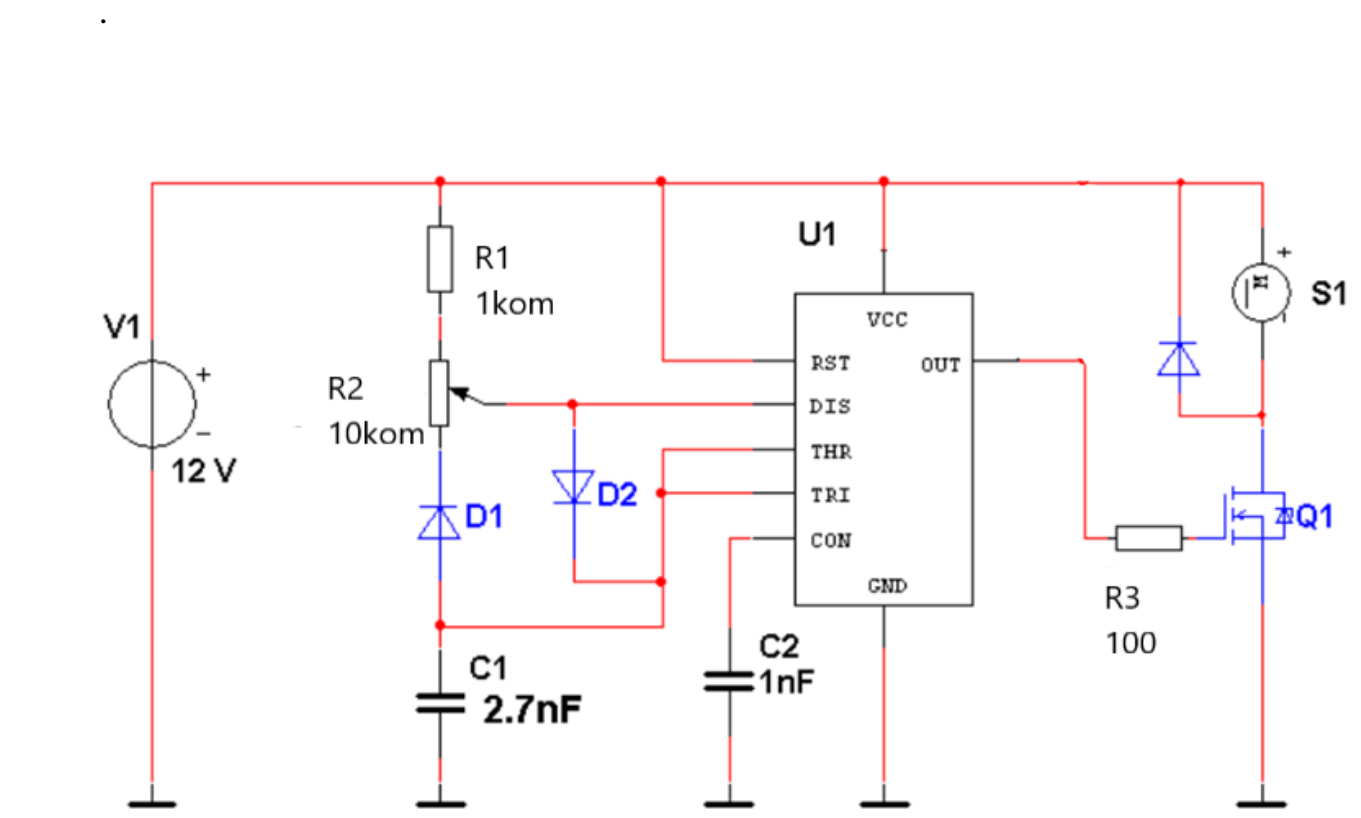 .
U1
R1
1kom
V1
+
−
12 V
R2
10kom
D1
D2
VCC
RST
DIS
THR
TRI
CON
GND
OUT
+
M
-
S1
Q1
R3
100
C1
2.7nF
C2
1nF